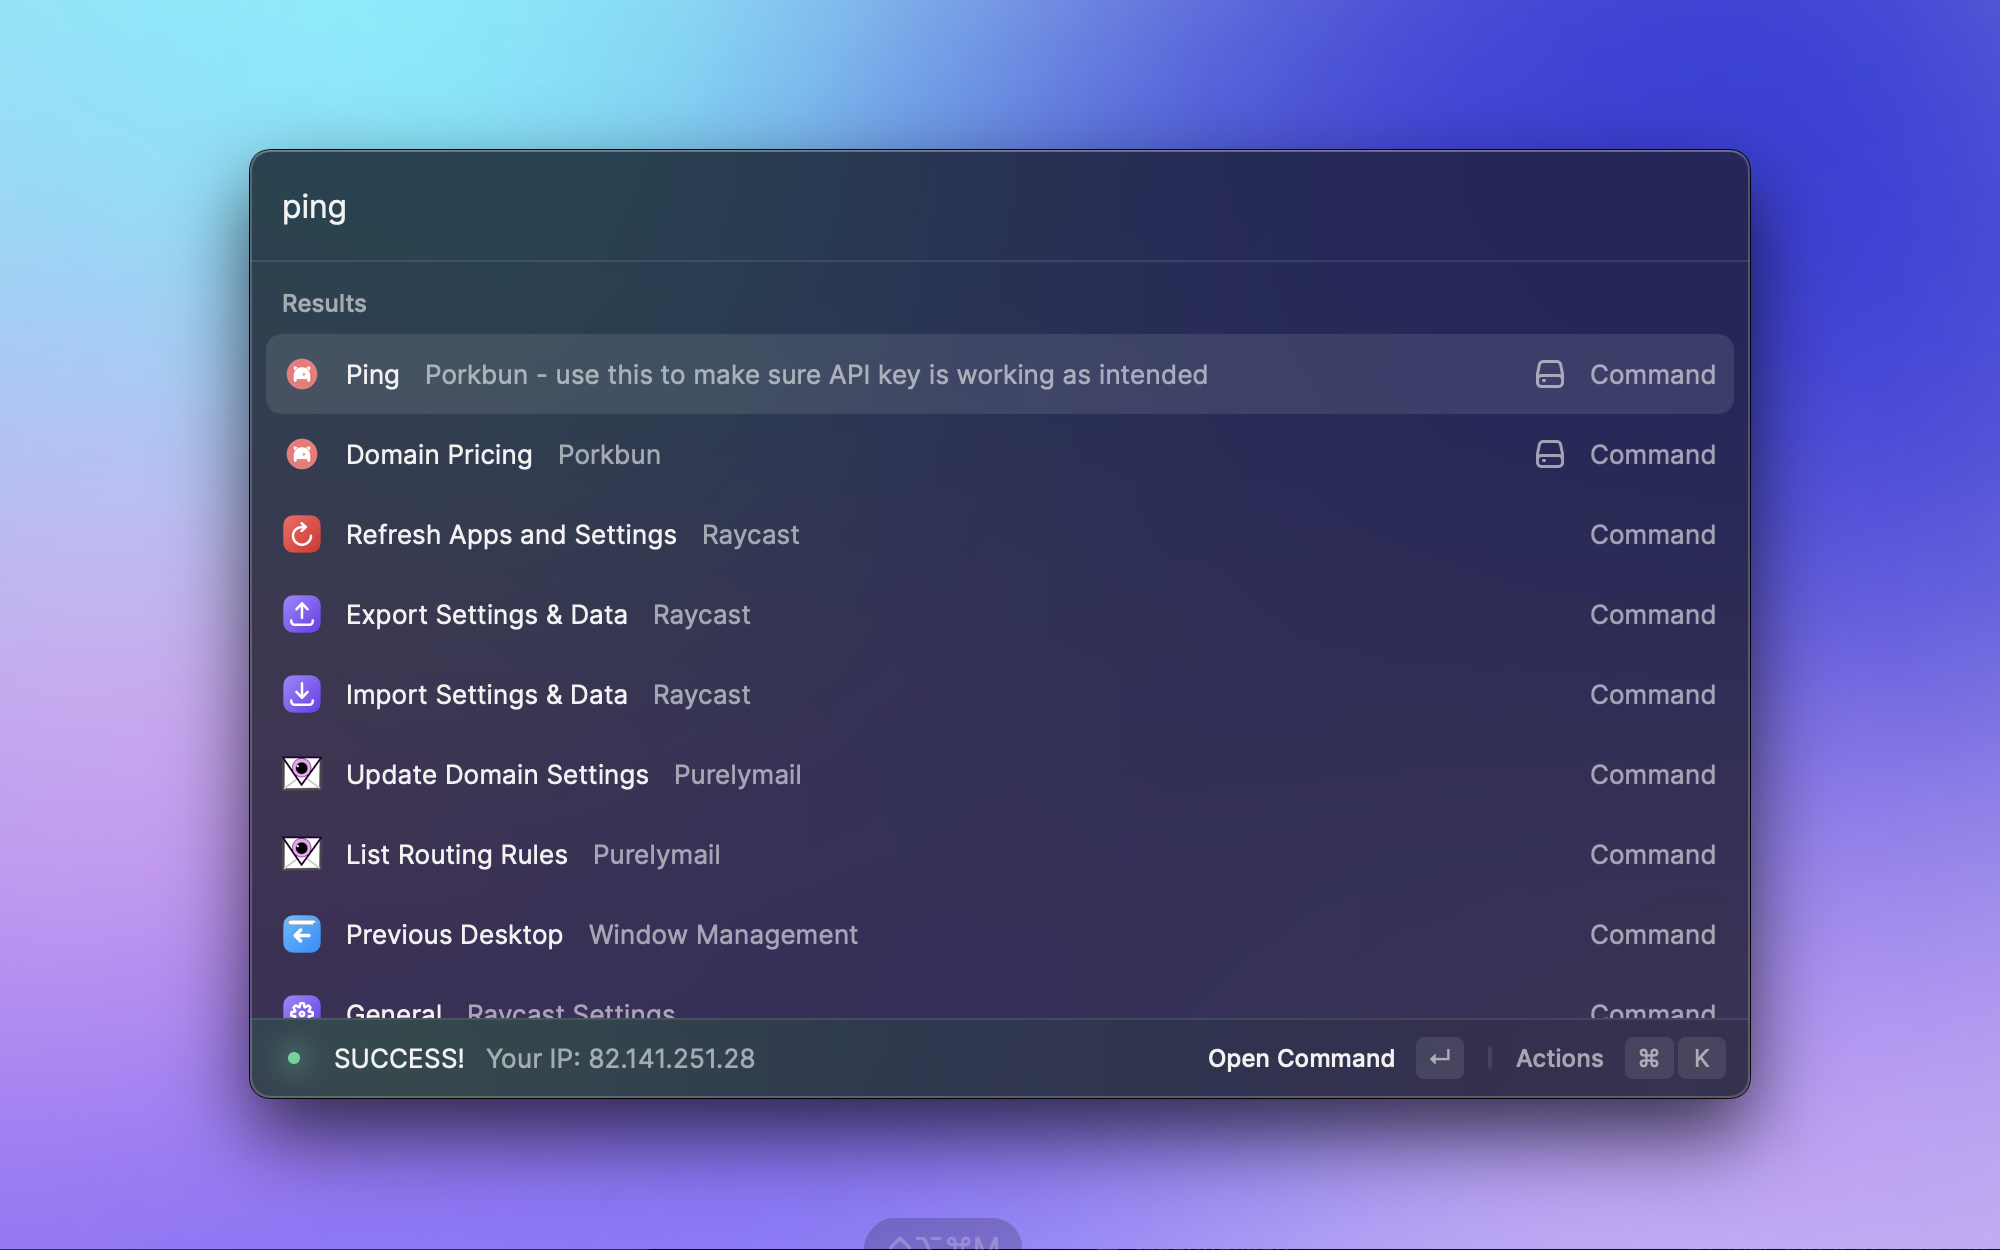 ping
Results
Ping Porkbun - use this to make sure API key is working as intended Command
Domain Pricing Porkbun Command
Refresh Apps and Settings Raycast Command
Export Settings & Data Raycast Command
Import Settings & Data Raycast Command
Update Domain Settings Purelymail Command
List Routing Rules Purelymail Command
Previous Desktop Window Management Command
General Raycast Settings Command
SUCCESS! Your IP: 82.141.251.28 Open Command ↵ Actions ⌘ K
⌃⌥⌘M